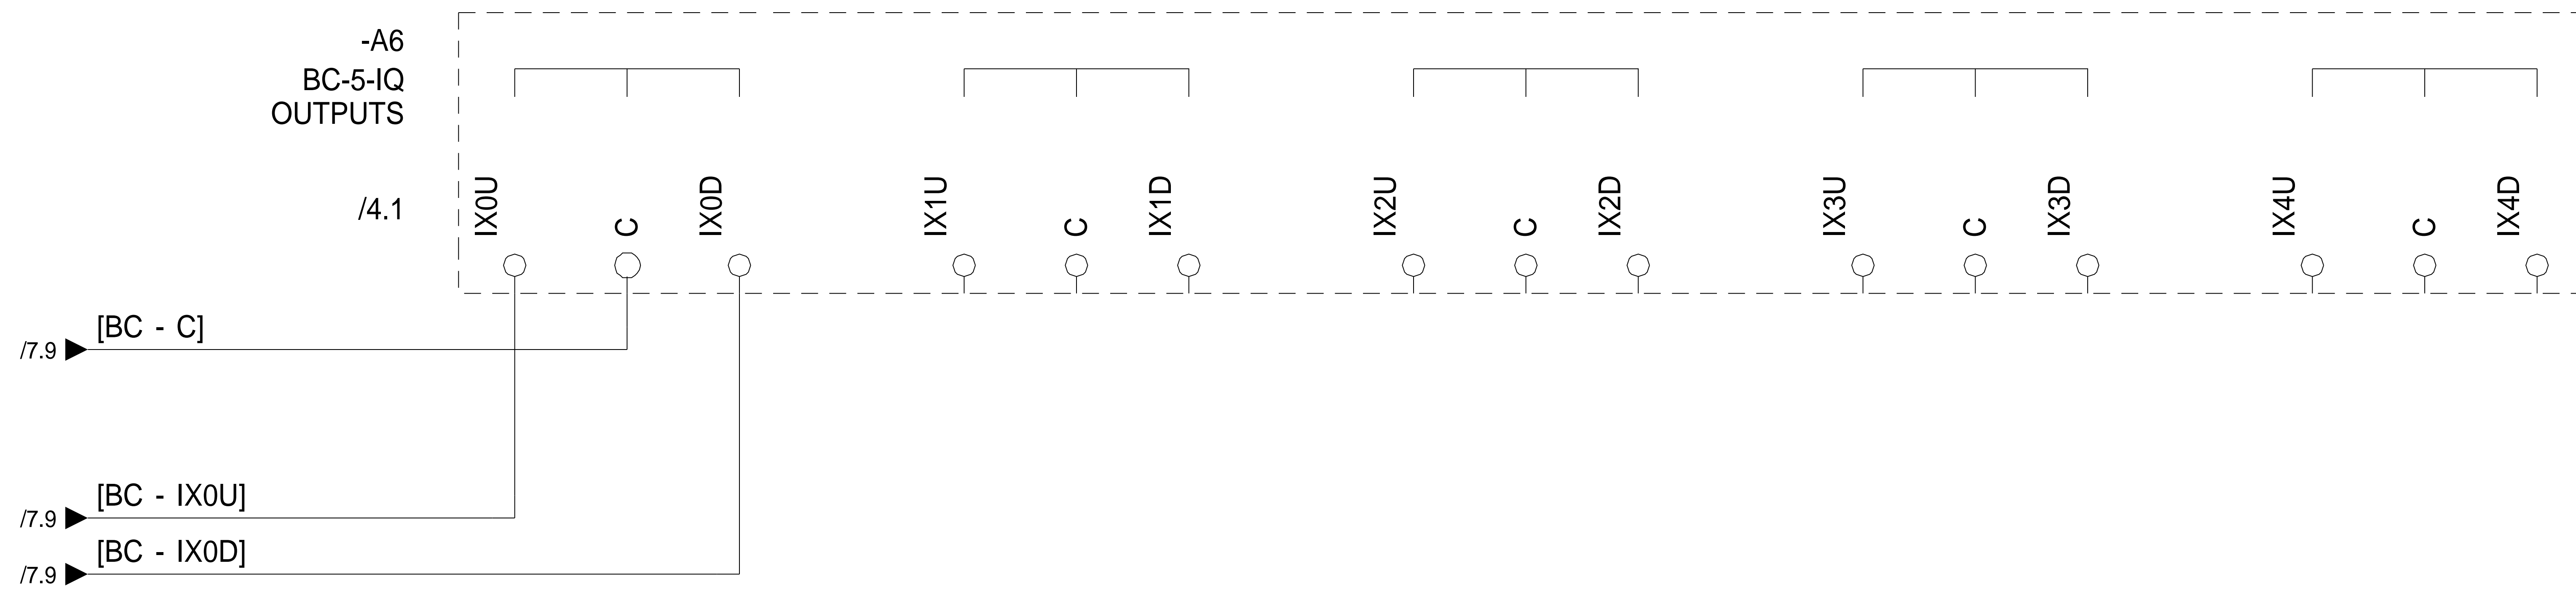 -A6
BC-5-IQ
OUTPUTS
/4.1
IX0U
C
IX0D
IX1U
C
IX1D
IX2U
C
IX2D
IX3U
C
IX3D
IX4U
C
IX4D
[BC - C]
/7.9
[BC - IX0U]
/7.9
[BC - IX0D]
/7.9